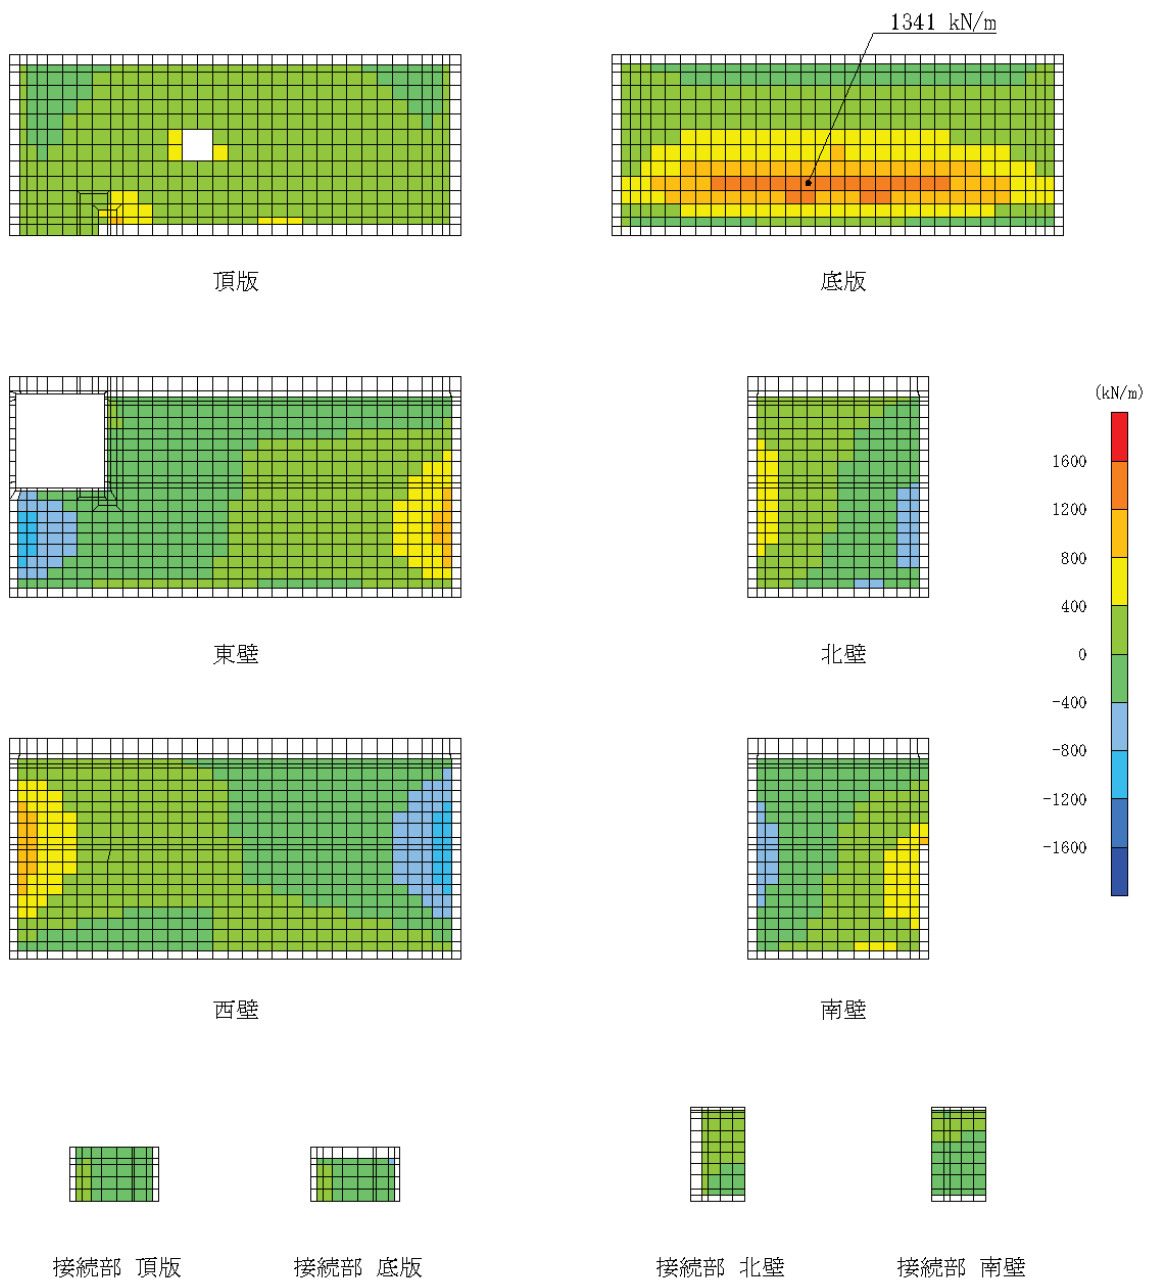 1341 kN/m
頂版
底版
(kN/m)
1600
1200
800
400
0
-400
-800
-1200
-1600
東壁
北壁
西壁
南壁
接続部 頂版
接続部 底版
接続部 北壁
接続部 南壁